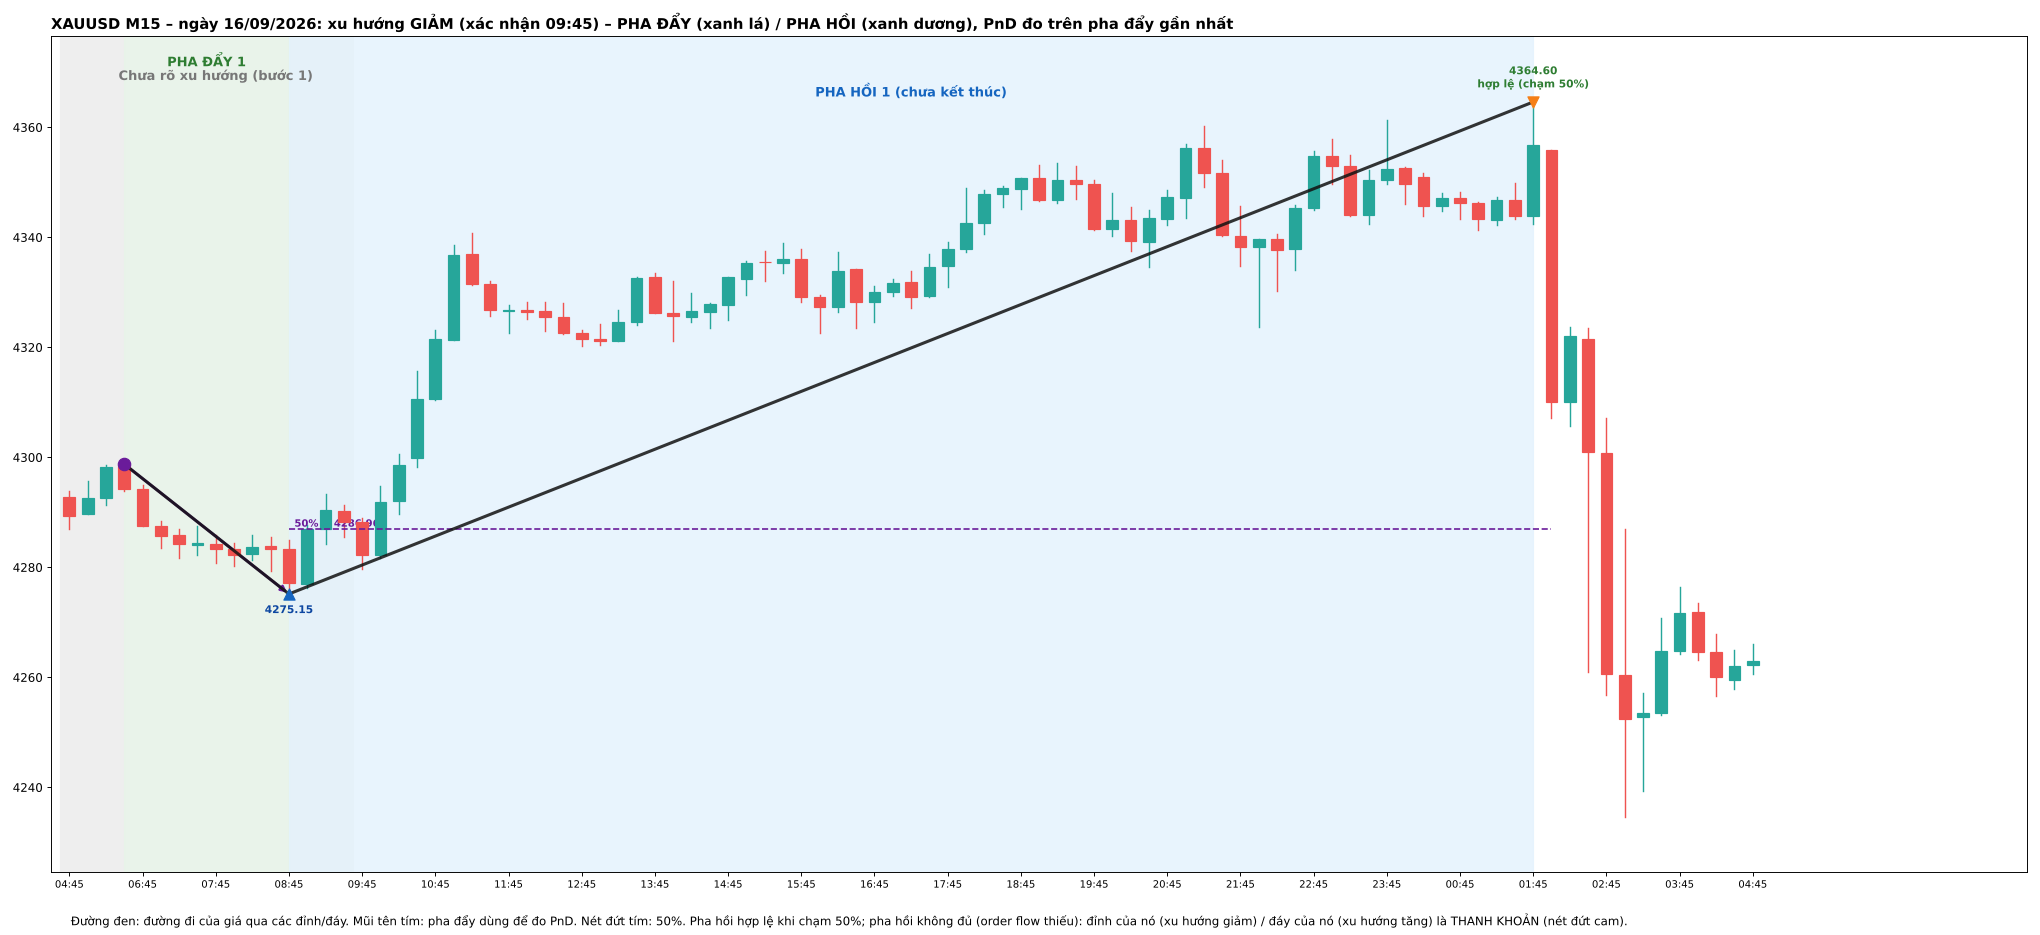 XAUUSD M15 – ngày 16/09/2026: xu hướng GIẢM (xác nhận 09:45) – PHA ĐẨY (xanh lá) / PHA HỒI (xanh dương), PnD đo trên pha đẩy gần nhất
PHA ĐẨY 1
Chưa rõ xu hướng (bước 1)
PHA HỒI 1 (chưa kết thúc)
4364.60
hợp lệ (chạm 50%)
4360
4340
4320
4300
4280
4260
4240
50%
4275.15
04:45 06:45 07:45 08:45 09:45 10:45 11:45 12:45 13:45 14:45 15:45 16:45 17:45 18:45 19:45 20:45 21:45 22:45 23:45 00:45 01:45 02:45 03:45 04:45
Đường đen: đường đi của giá qua các đỉnh/đáy. Mũi tên tím: pha đẩy dùng để đo PnD. Nét đứt tím: 50%. Pha hồi hợp lệ khi chạm 50%; pha hồi không đủ (order flow thiếu): đỉnh của nó (xu hướng giảm) / đáy của nó (xu hướng tăng) là THANH KHOẢN (nét đứt cam).